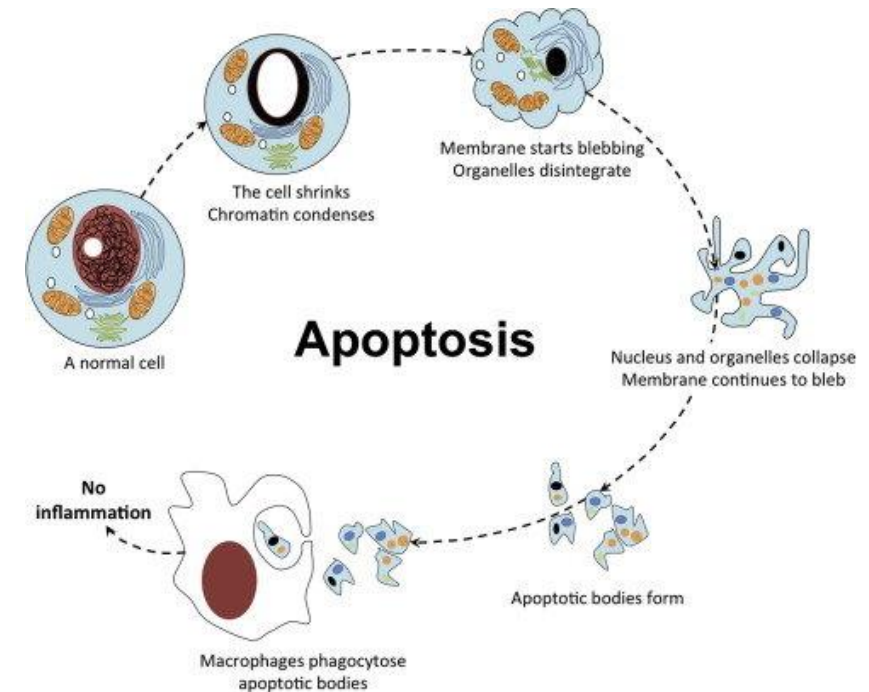 The cell shrinks
Chromatin condenses
Membrane starts blebbing
Organelles disintegrate
A normal cell
Apoptosis
Nucleus and organelles collapse
Membrane continues to bleb
No
inflammation
Apoptotic bodies form
Macrophages phagocytose
apoptotic bodies